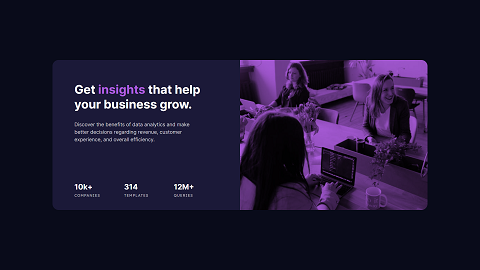 Get insights that help
your business grow.
Discover the benefits of data analytics and make
better decisions regarding revenue, customer
experience, and overall efficiency.
10k+ 314 12M+
COMPANIES TEMPLATES QUERIES